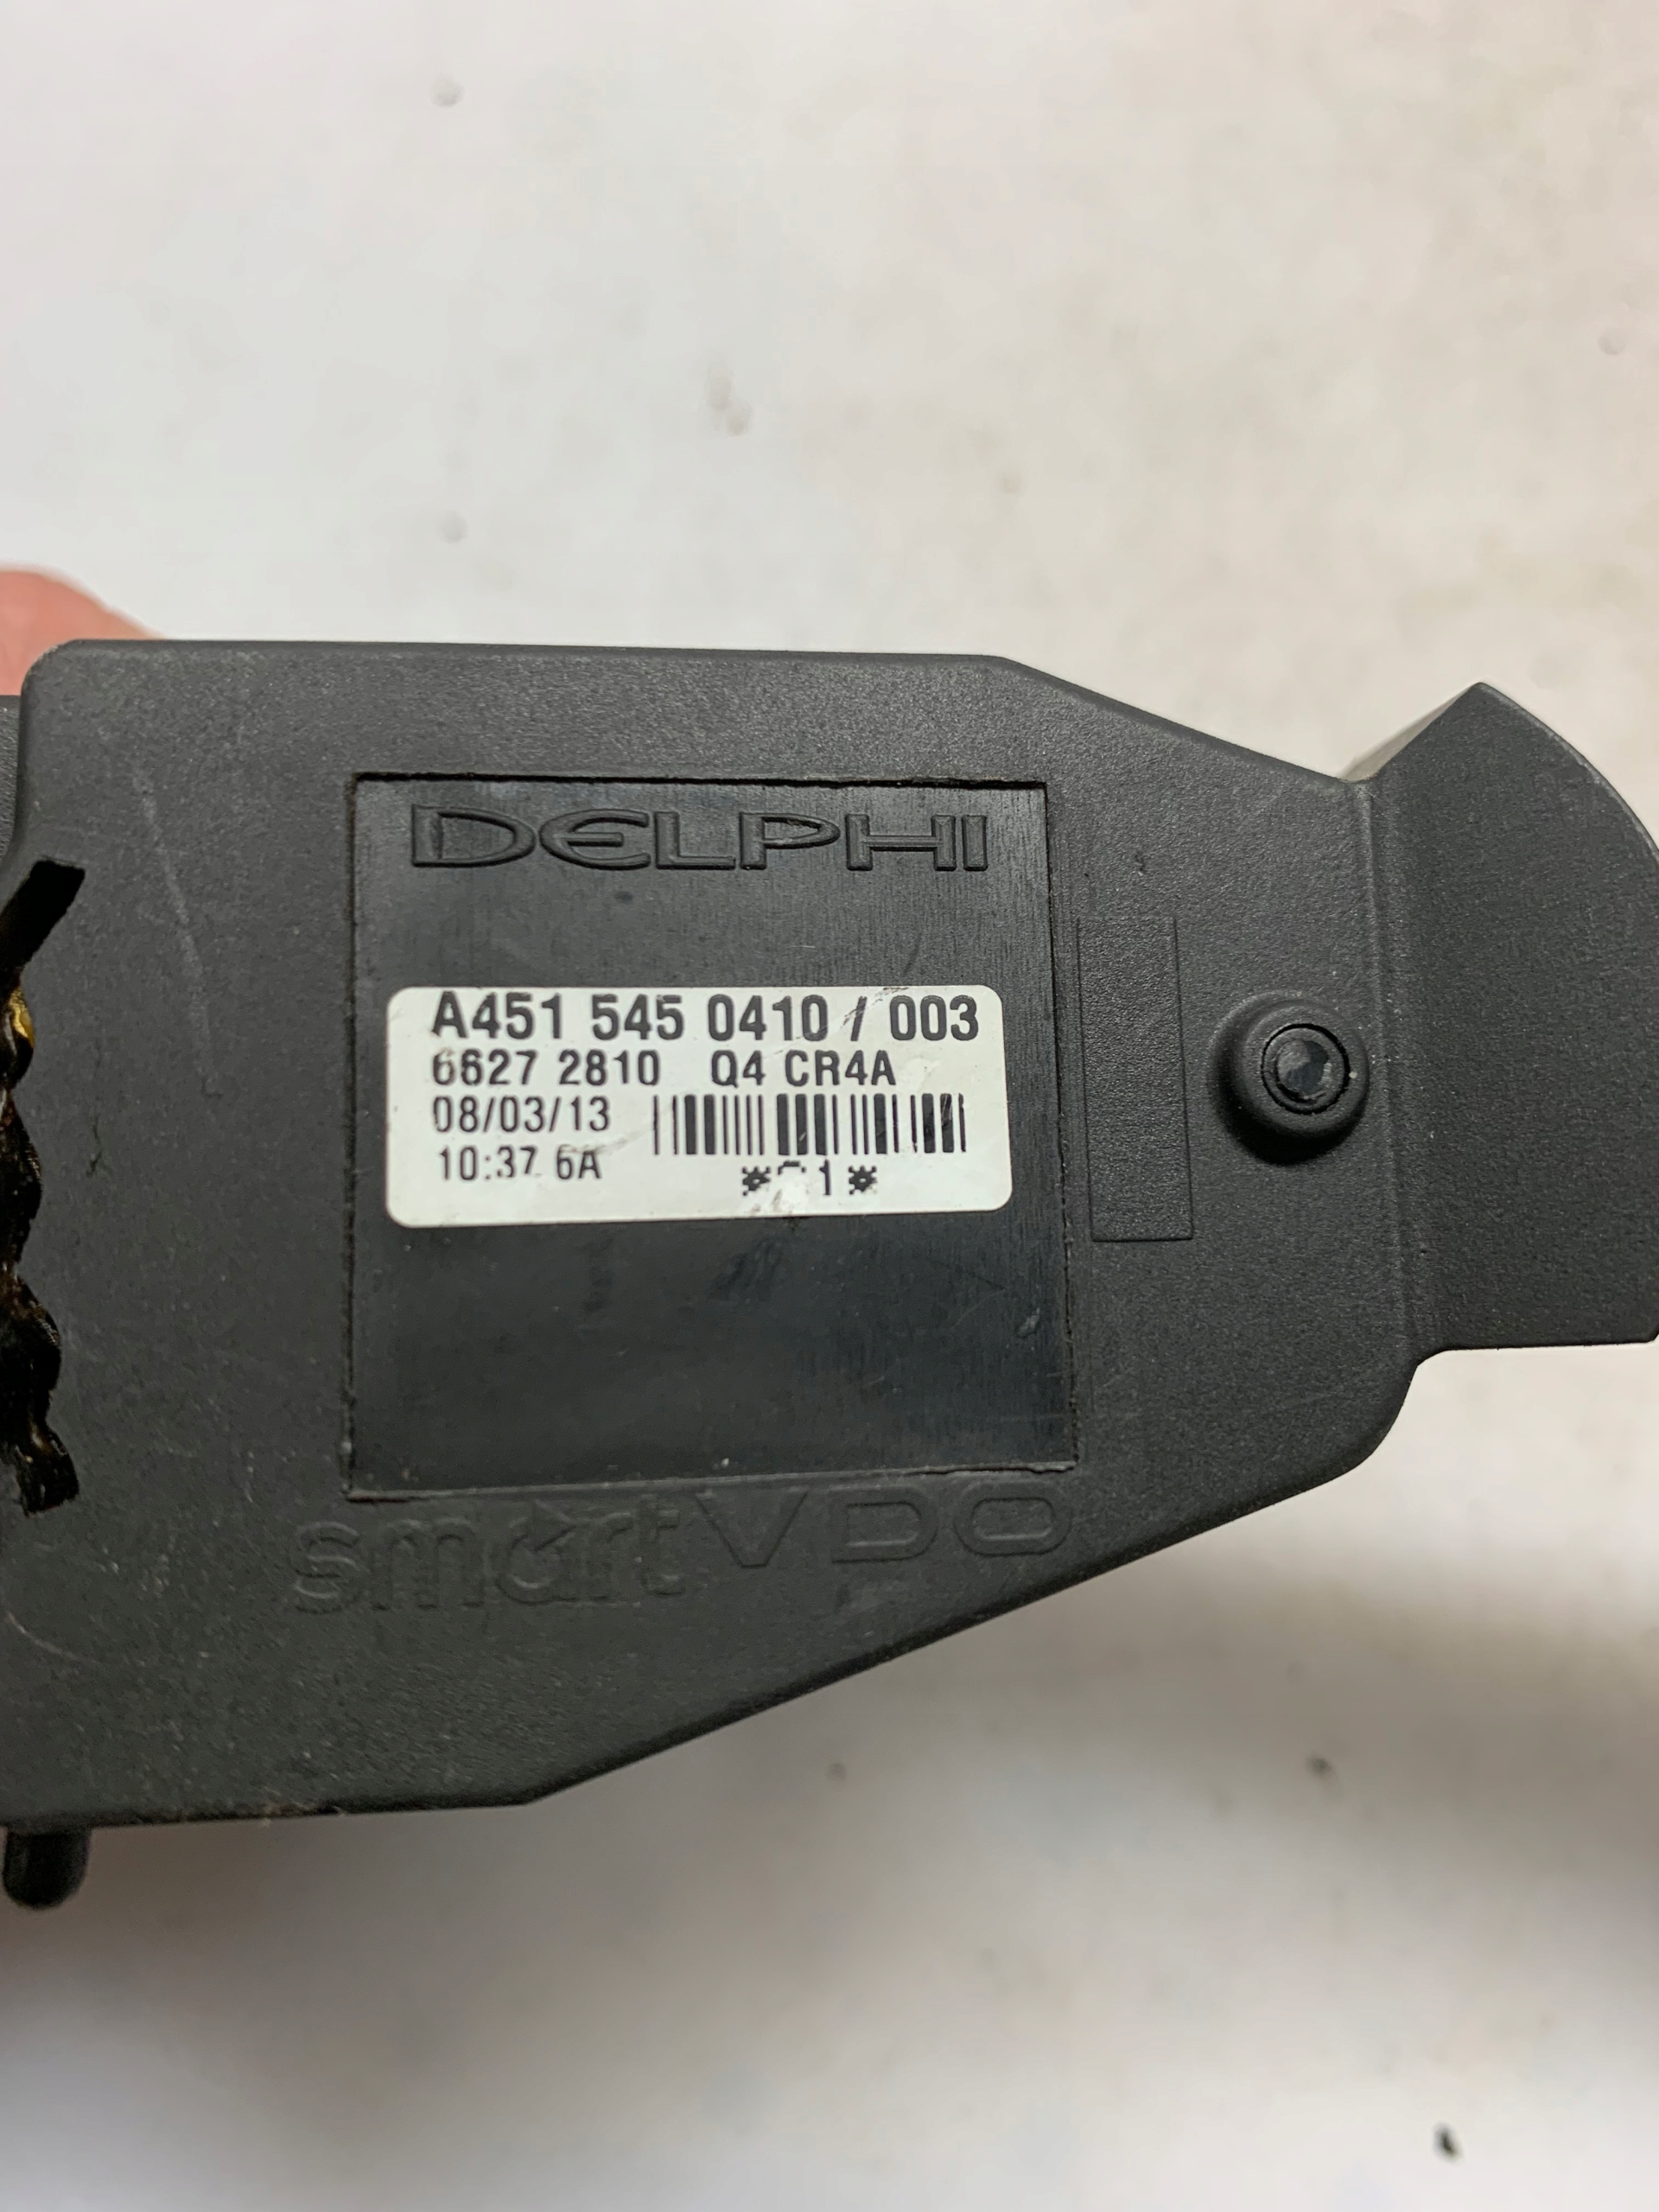 DELPHI
A451 545 0410 / 003
6627 2810 Q4 CR4A
08/03/13
10:37 6A
smart VDO